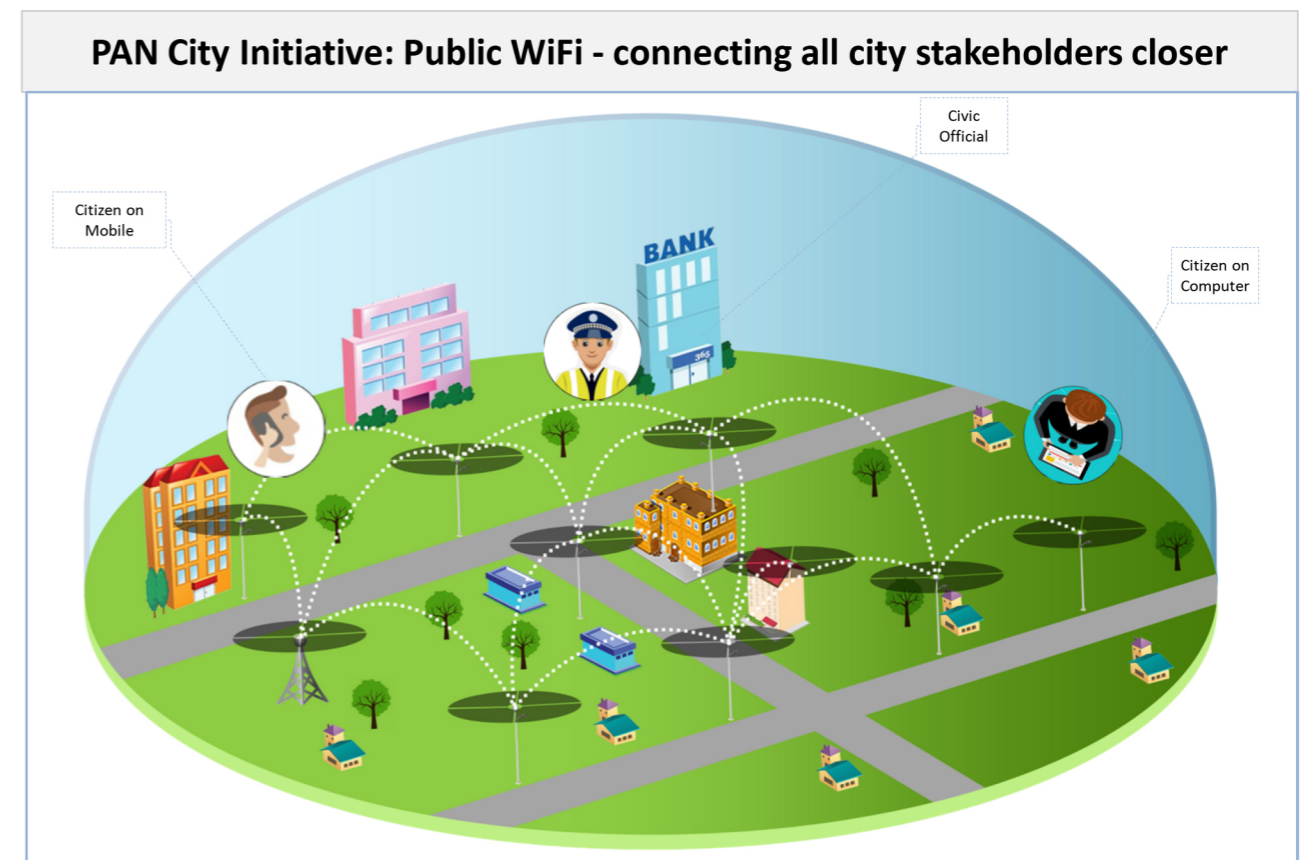 PAN City Initiative: Public WiFi - connecting all city stakeholders closer
Civic
Official
Citizen on
Mobile
BANK
Citizen on
Computer
365